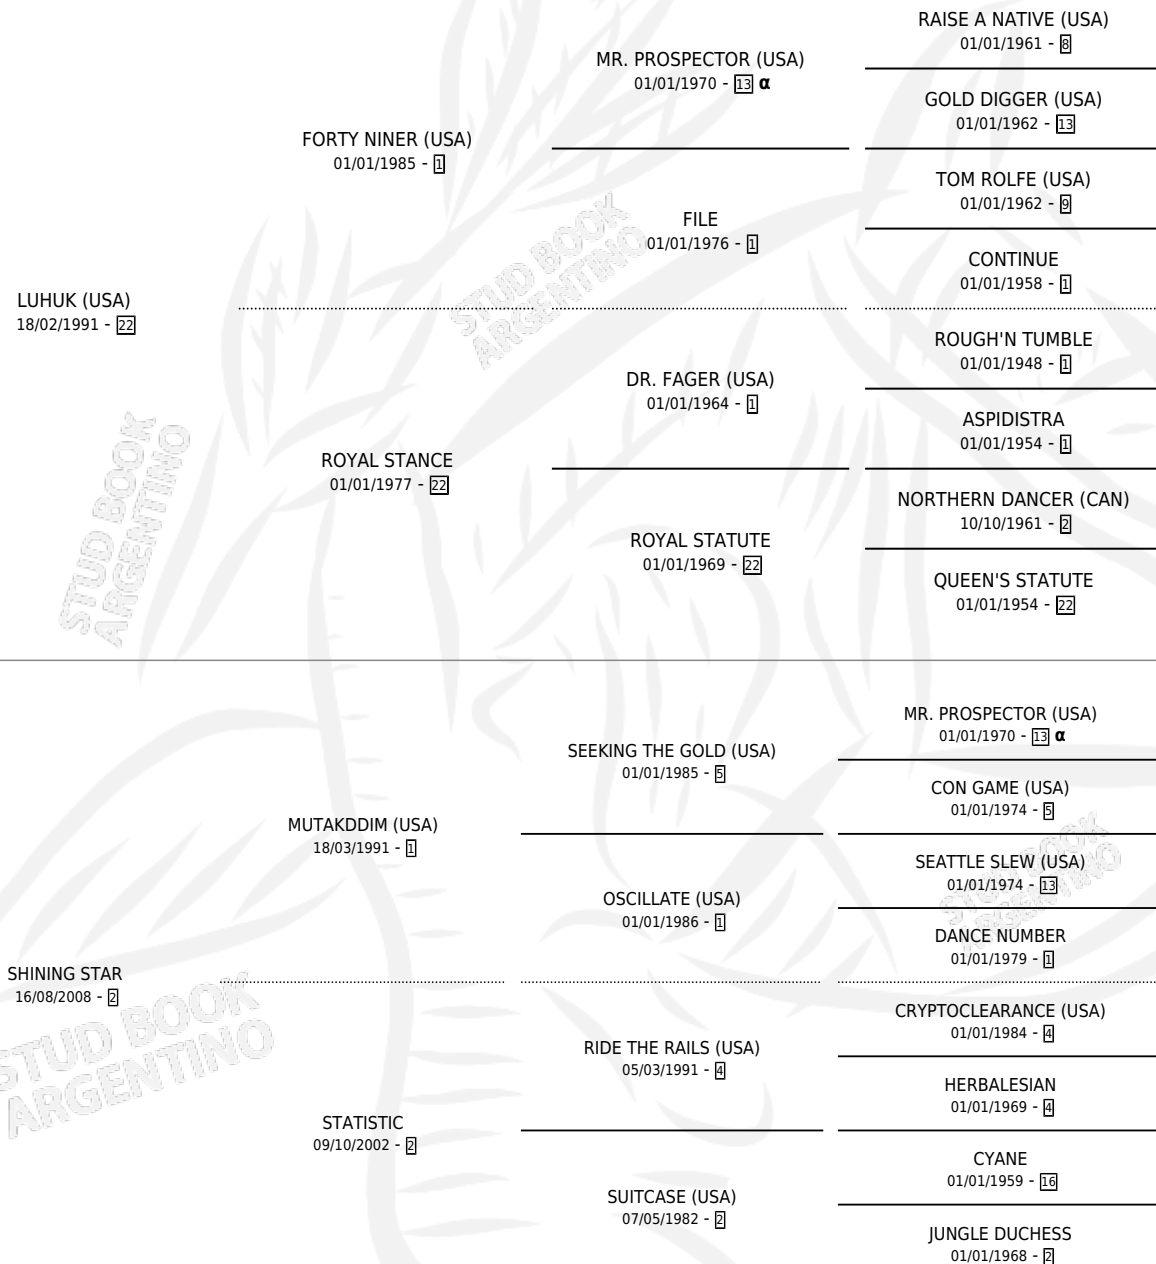 RAISE A NATIVE (USA)
01/01/1961 - 8
MR. PROSPECTOR (USA)
01/01/1970 - 13 α
GOLD DIGGER (USA)
01/01/1962 - 13
FORTY NINER (USA)
01/01/1985 - 1
TOM ROLFE (USA)
01/01/1962 - 9
FILE
01/01/1976 - 1
CONTINUE
01/01/1958 - 1
LUHUK (USA)
18/02/1991 - 22
ROUGH'N TUMBLE
01/01/1948 - 1
DR. FAGER (USA)
01/01/1964 - 1
ASPIDISTRA
01/01/1954 - 1
ROYAL STANCE
01/01/1977 - 22
NORTHERN DANCER (CAN)
10/10/1961 - 2
ROYAL STATUTE
01/01/1969 - 22
QUEEN'S STATUTE
01/01/1954 - 22
MR. PROSPECTOR (USA)
01/01/1970 - 13 α
SEEKING THE GOLD (USA)
01/01/1985 - 5
CON GAME (USA)
01/01/1974 - 5
MUTAKDDIM (USA)
18/03/1991 - 1
SEATTLE SLEW (USA)
01/01/1974 - 13
OSCILLATE (USA)
01/01/1986 - 1
DANCE NUMBER
01/01/1979 - 1
SHINING STAR
16/08/2008 - 2
CRYPTOCLEARANCE (USA)
01/01/1984 - 4
RIDE THE RAILS (USA)
05/03/1991 - 4
HERBALESIAN
01/01/1969 - 4
STATISTIC
09/10/2002 - 2
CYANE
01/01/1959 - 16
SUITCASE (USA)
07/05/1982 - 2
JUNGLE DUCHESS
01/01/1968 - 2
STUD BOOK
ARGENTINO
STUD BOOK
ARGENTINO
STUD BOOK
ARGENTINO
STUD BOOK
ARGENTINO